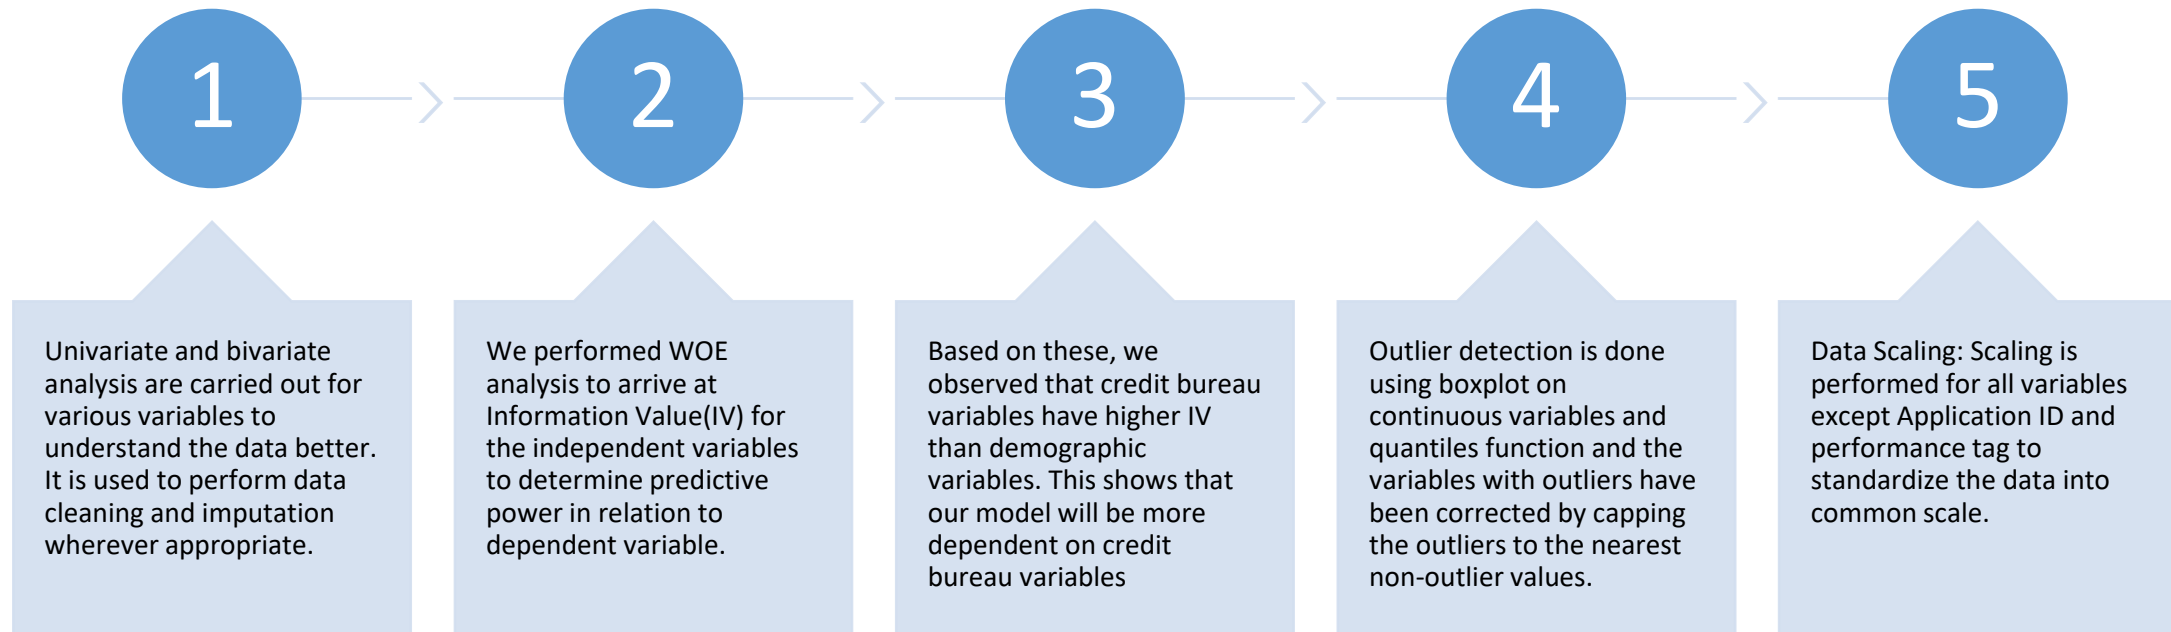 1
2
3
4
5
Univariate and bivariate
analysis are carried out for
various variables to
understand the data better.
It is used to perform data
cleaning and imputation
wherever appropriate.
We performed WOE
analysis to arrive at
Information Value(IV) for
the independent variables
to determine predictive
power in relation to
dependent variable.
Based on these, we
observed that credit bureau
variables have higher IV
than demographic
variables. This shows that
our model will be more
dependent on credit
bureau variables
Outlier detection is done
using boxplot on
continuous variables and
quantiles function and the
variables with outliers have
been corrected by capping
the outliers to the nearest
non-outlier values.
Data Scaling: Scaling is
performed for all variables
except Application ID and
performance tag to
standardize the data into
common scale.